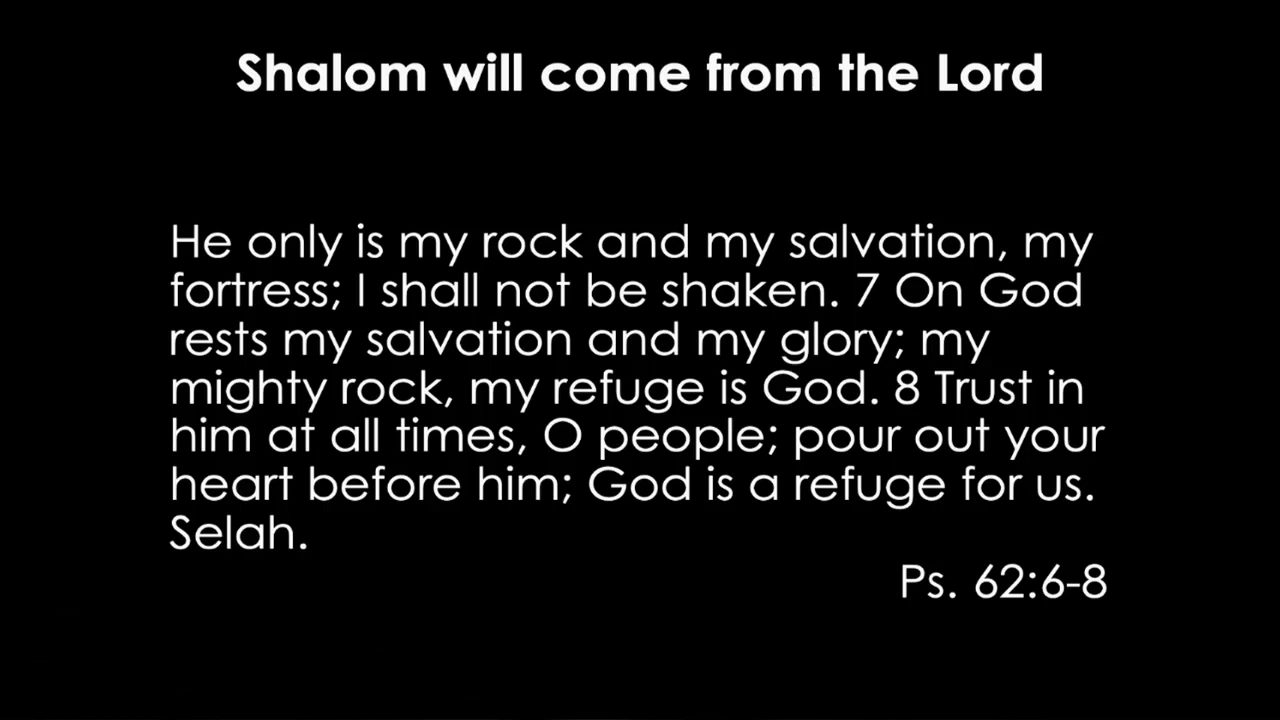 Shalom will come from the Lord
He only is my rock and my salvation, my
fortress; I shall not be shaken. 7 On God
rests my salvation and my glory; my
mighty rock, my refuge is God. 8 Trust in
him at all times, O people; pour out your
heart before him; God is a refuge for us.
Selah.
Ps. 62:6-8